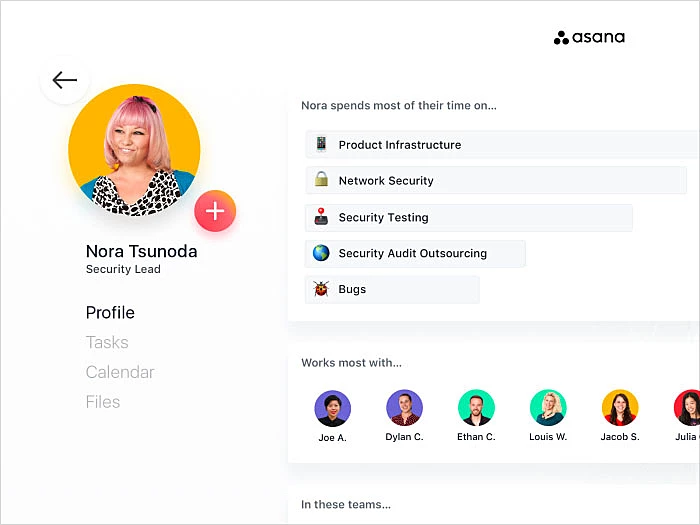 asana
Nora Tsunoda
Security Lead
Profile
Tasks
Calendar
Files
Nora spends most of their time on...
Product Infrastructure
Network Security
Security Testing
Security Audit Outsourcing
Bugs
Works most with...
Joe A.
Dylan C.
Ethan C.
Louis W.
Jacob S.
Julia
In these teams...